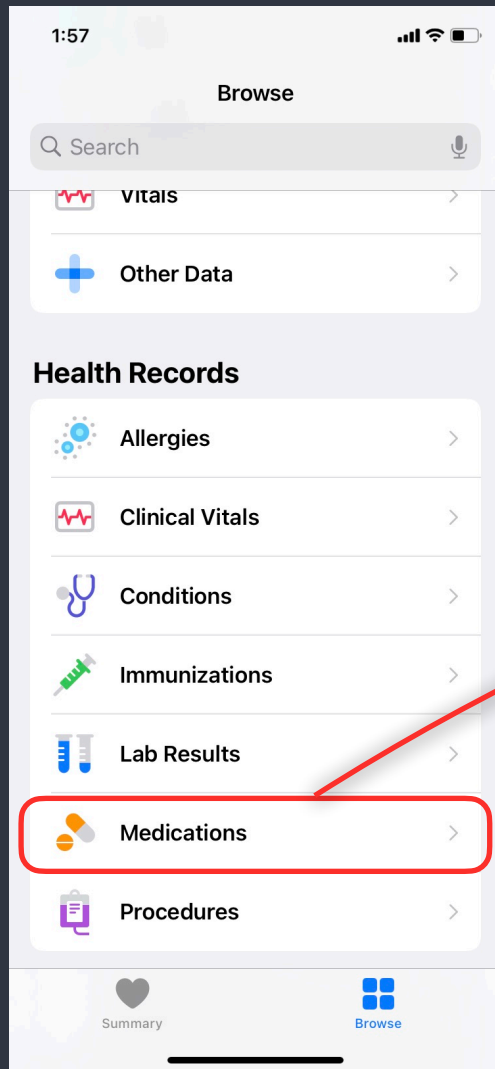 1:57
Browse
Search
Vitals
Other Data
Health Records
Allergies
Clinical Vitals
Conditions
Immunizations
Lab Results
Medications
Procedures
Summary
Browse